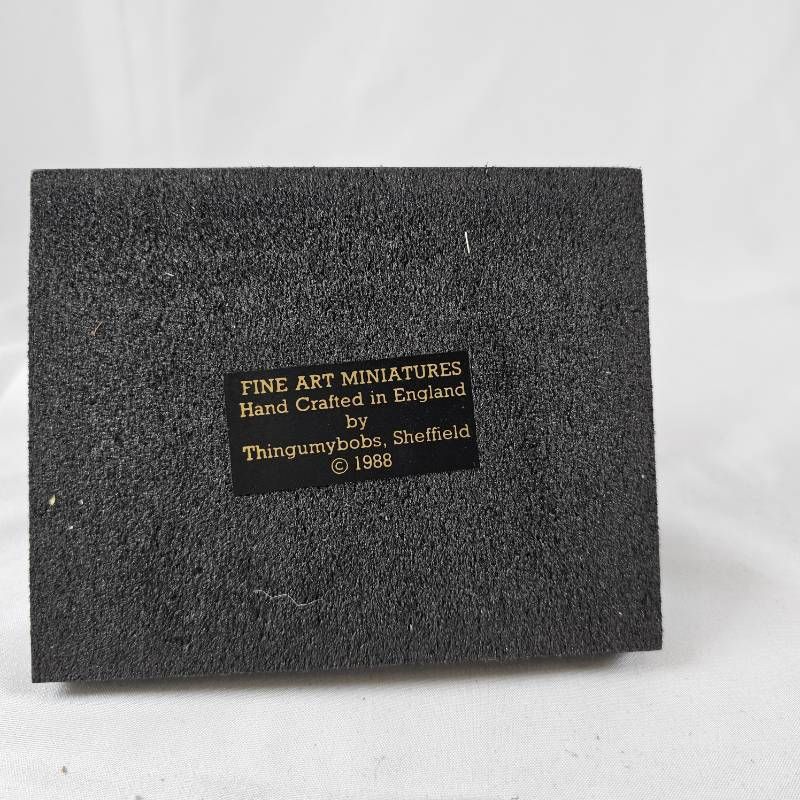 FINE ART MINIATURES
Hand Crafted in England
by
Thingumybobs, Sheffield
© 1988